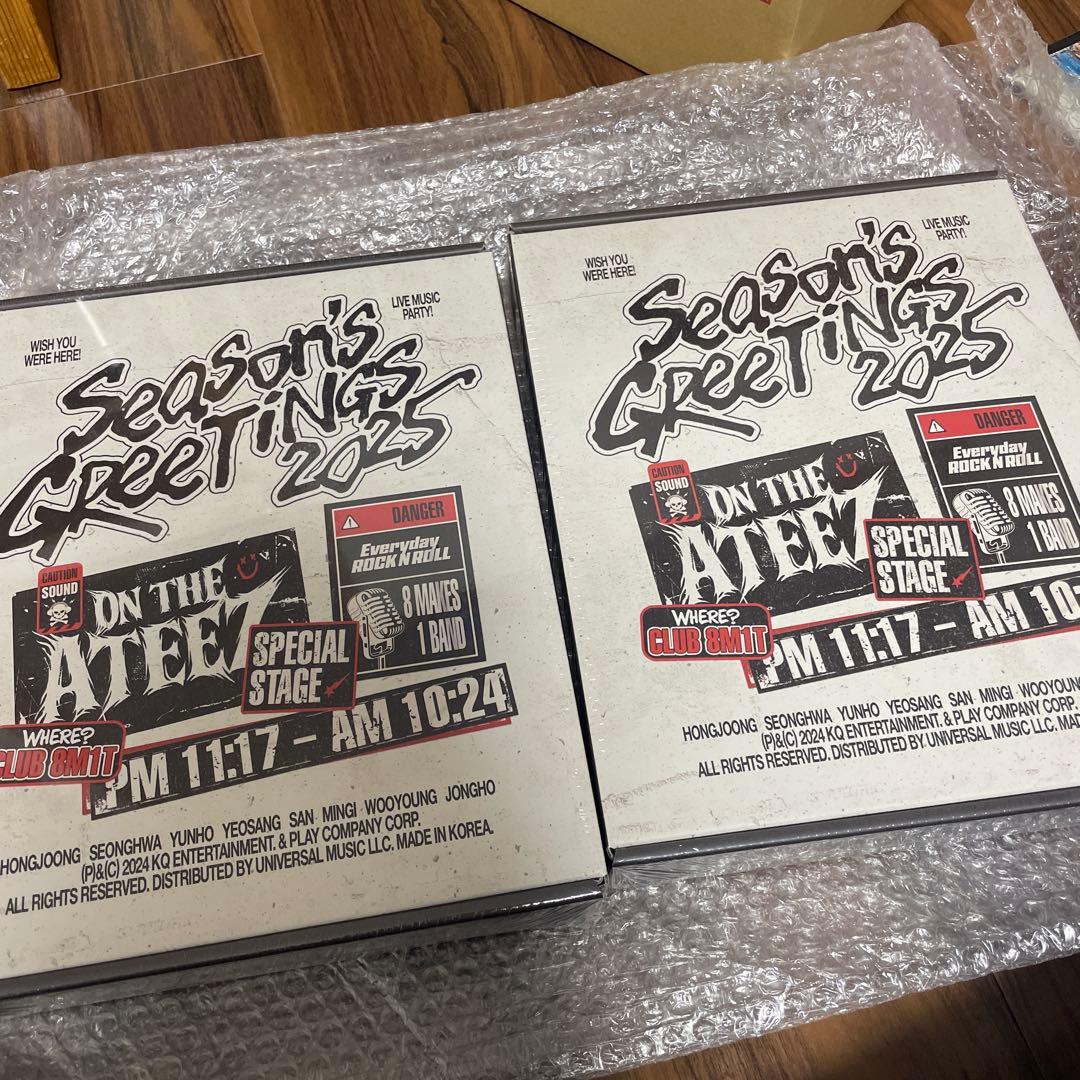 WISH YOU
WERE HERE!
LIVE MUSIC
PARTY!
Season's
GReeTiNGS
2025
CAUTION
SOUND
ON THE
ATEEZ
DANGER
Everyday
ROCK N ROLL
8 MAKES
1 BAND
SPECIAL
STAGE
WHERE?
CLUB 8M1T
PM 11:17 – AM 10:24
HONGJOONG SEONGHWA YUNHO YEOSANG SAN MINGI WOOYOUNG JONGHO
(P)&(C) 2024 KQ ENTERTAINMENT. & PLAY COMPANY CORP.
ALL RIGHTS RESERVED. DISTRIBUTED BY UNIVERSAL MUSIC LLC. MADE IN KOREA.
WISH YOU
WERE HERE!
LIVE MUSIC
PARTY!
Season's
GReeTiNGS
2025
CAUTION
SOUND
ON THE
ATEEZ
DANGER
Everyday
ROCK N ROLL
8 MAKES
1 BAND
SPECIAL
STAGE
WHERE?
CLUB 8M1T
PM 11:17 – AM 10:
HONGJOONG SEONGHWA YUNHO YEOSANG SAN MINGI WOOYOUNG
(P)&(C) 2024 KQ ENTERTAINMENT. & PLAY COMPANY CORP.
ALL RIGHTS RESERVED. DISTRIBUTED BY UNIVERSAL MUSIC LLC.